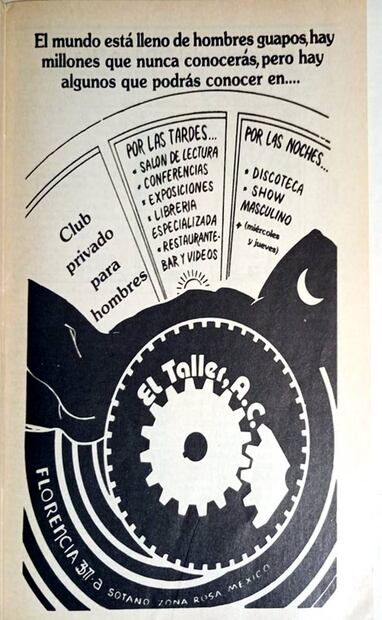 El mundo está lleno de hombres guapos, hay
millones que nunca conocerás, pero hay
algunos que podrás conocer en....
Club
privado
para
hombres
POR LAS TARDES...
• SALON DE LECTURA
• CONFERENCIAS
• EXPOSICIONES
• LIBRERIA
ESPECIALIZADA
• RESTAURANTE-
BAR Y VIDEOS
POR LAS NOCHES...
• DISCOTECA
• SHOW
MASCULINO
+ (miércoles
y jueves)
El Taller, A.C.
FLORENCIA 37-a SOTANO ZONA ROSA MEXICO